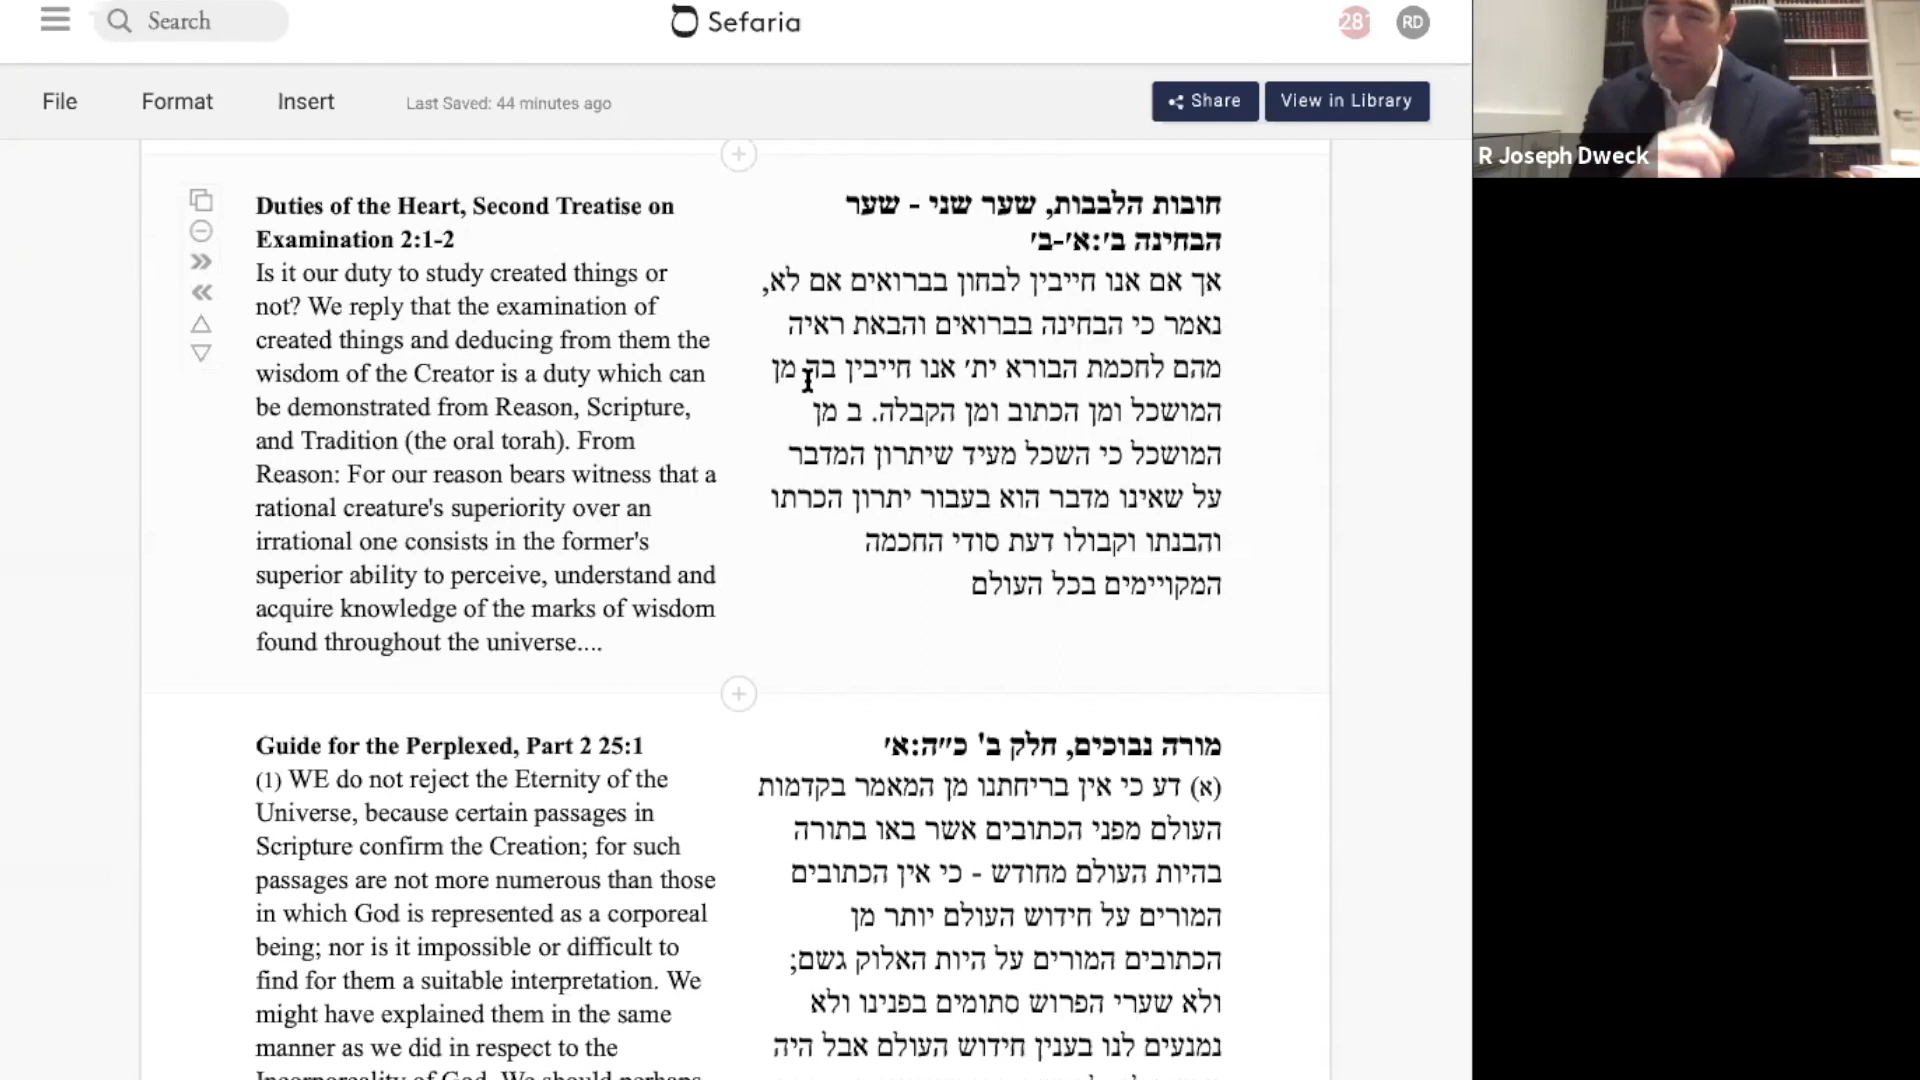 Search
Sefaria
281
RD
File
Format
Insert
Last Saved: 44 minutes ago
Share
View in Library
R Joseph Dweck
Duties of the Heart, Second Treatise on
Examination 2:1-2
Is it our duty to study created things or
not? We reply that the examination of
created things and deducing from them the
wisdom of the Creator is a duty which can
be demonstrated from Reason, Scripture,
and Tradition (the oral torah). From
Reason: For our reason bears witness that a
rational creature's superiority over an
irrational one consists in the former's
superior ability to perceive, understand and
acquire knowledge of the marks of wisdom
found throughout the universe....
חובות הלבבות, שער שני - שער
הבחינה ב׳:א׳-ב׳
אך אם אנו חייבין לבחון בברואים אם לא,
נאמר כי הבחינה בברואים והבאת ראיה
מהם לחכמת הבורא ית׳ אנו חייבין בה מן
המושכל ומן הכתוב ומן הקבלה. ב מן
המושכל כי השכל מעיד שיתרון המדבר
על שאינו מדבר הוא בעבור יתרון הכרתו
והבנתו וקבולו דעת סודי החכמה
המקויימים בכל העולם
Guide for the Perplexed, Part 2 25:1
(1) WE do not reject the Eternity of the
Universe, because certain passages in
Scripture confirm the Creation; for such
passages are not more numerous than those
in which God is represented as a corporeal
being; nor is it impossible or difficult to
find for them a suitable interpretation. We
might have explained them in the same
manner as we did in respect to the
Incorporeality of God. We should perhaps
מורה נבוכים, חלק ב' כ״ה:א׳
(א) דע כי אין בריחתנו מן המאמר בקדמות
העולם מפני הכתובים אשר באו בתורה
בהיות העולם מחודש - כי אין הכתובים
המורים על חידוש העולם יותר מן
הכתובים המורים על היות האלוק גשם;
ולא שערי הפרוש סתומים בפנינו ולא
נמנעים לנו בענין חידוש העולם אבל היה